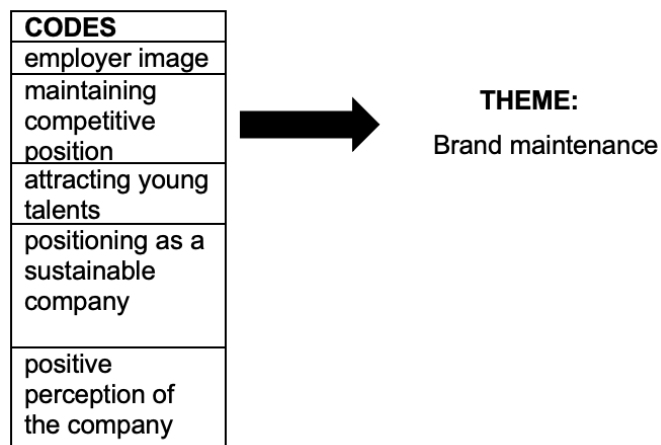 CODES
employer image
maintaining
competitive
position
attracting young
talents
positioning as a
sustainable
company
positive
perception of
the company
THEME:
Brand maintenance